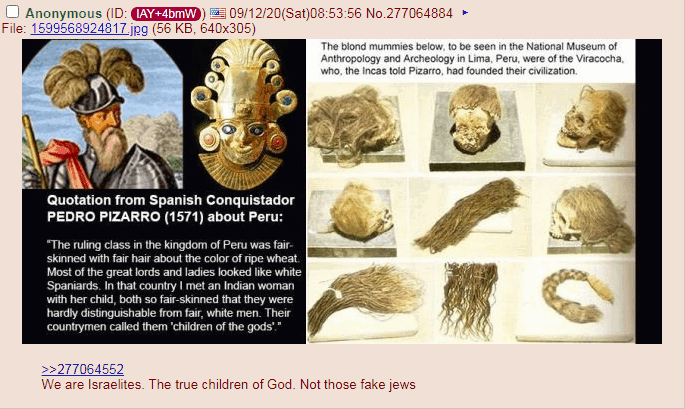 Anonymous (ID: IAY+4bmW) 09/12/20(Sat)08:53:56 No.277064884
File: 1599568924817.jpg (56 KB, 640x305)
The blond mummies below, to be seen in the National Museum of
Anthropology and Archeology in Lima, Peru, were of the Viracocha,
who, the Incas told Pizarro, had founded their civilization.
Quotation from Spanish Conquistador
PEDRO PIZARRO (1571) about Peru:
"The ruling class in the kingdom of Peru was fair-
skinned with fair hair about the color of ripe wheat.
Most of the great lords and ladies looked like white
Spaniards. In that country I met an Indian woman
with her child, both so fair-skinned that they were
hardly distinguishable from fair, white men. Their
countrymen called them 'children of the gods'."
>>277064552
We are Israelites. The true children of God. Not those fake jews